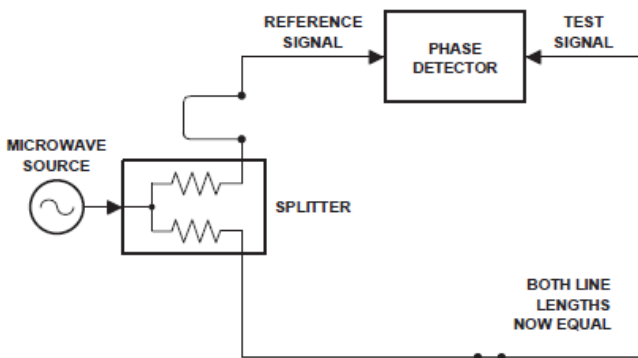 REFERENCE
SIGNAL
PHASE
DETECTOR
TEST
SIGNAL
MICROWAVE
SOURCE
SPLITTER
BOTH LINE
LENGTHS
NOW EQUAL